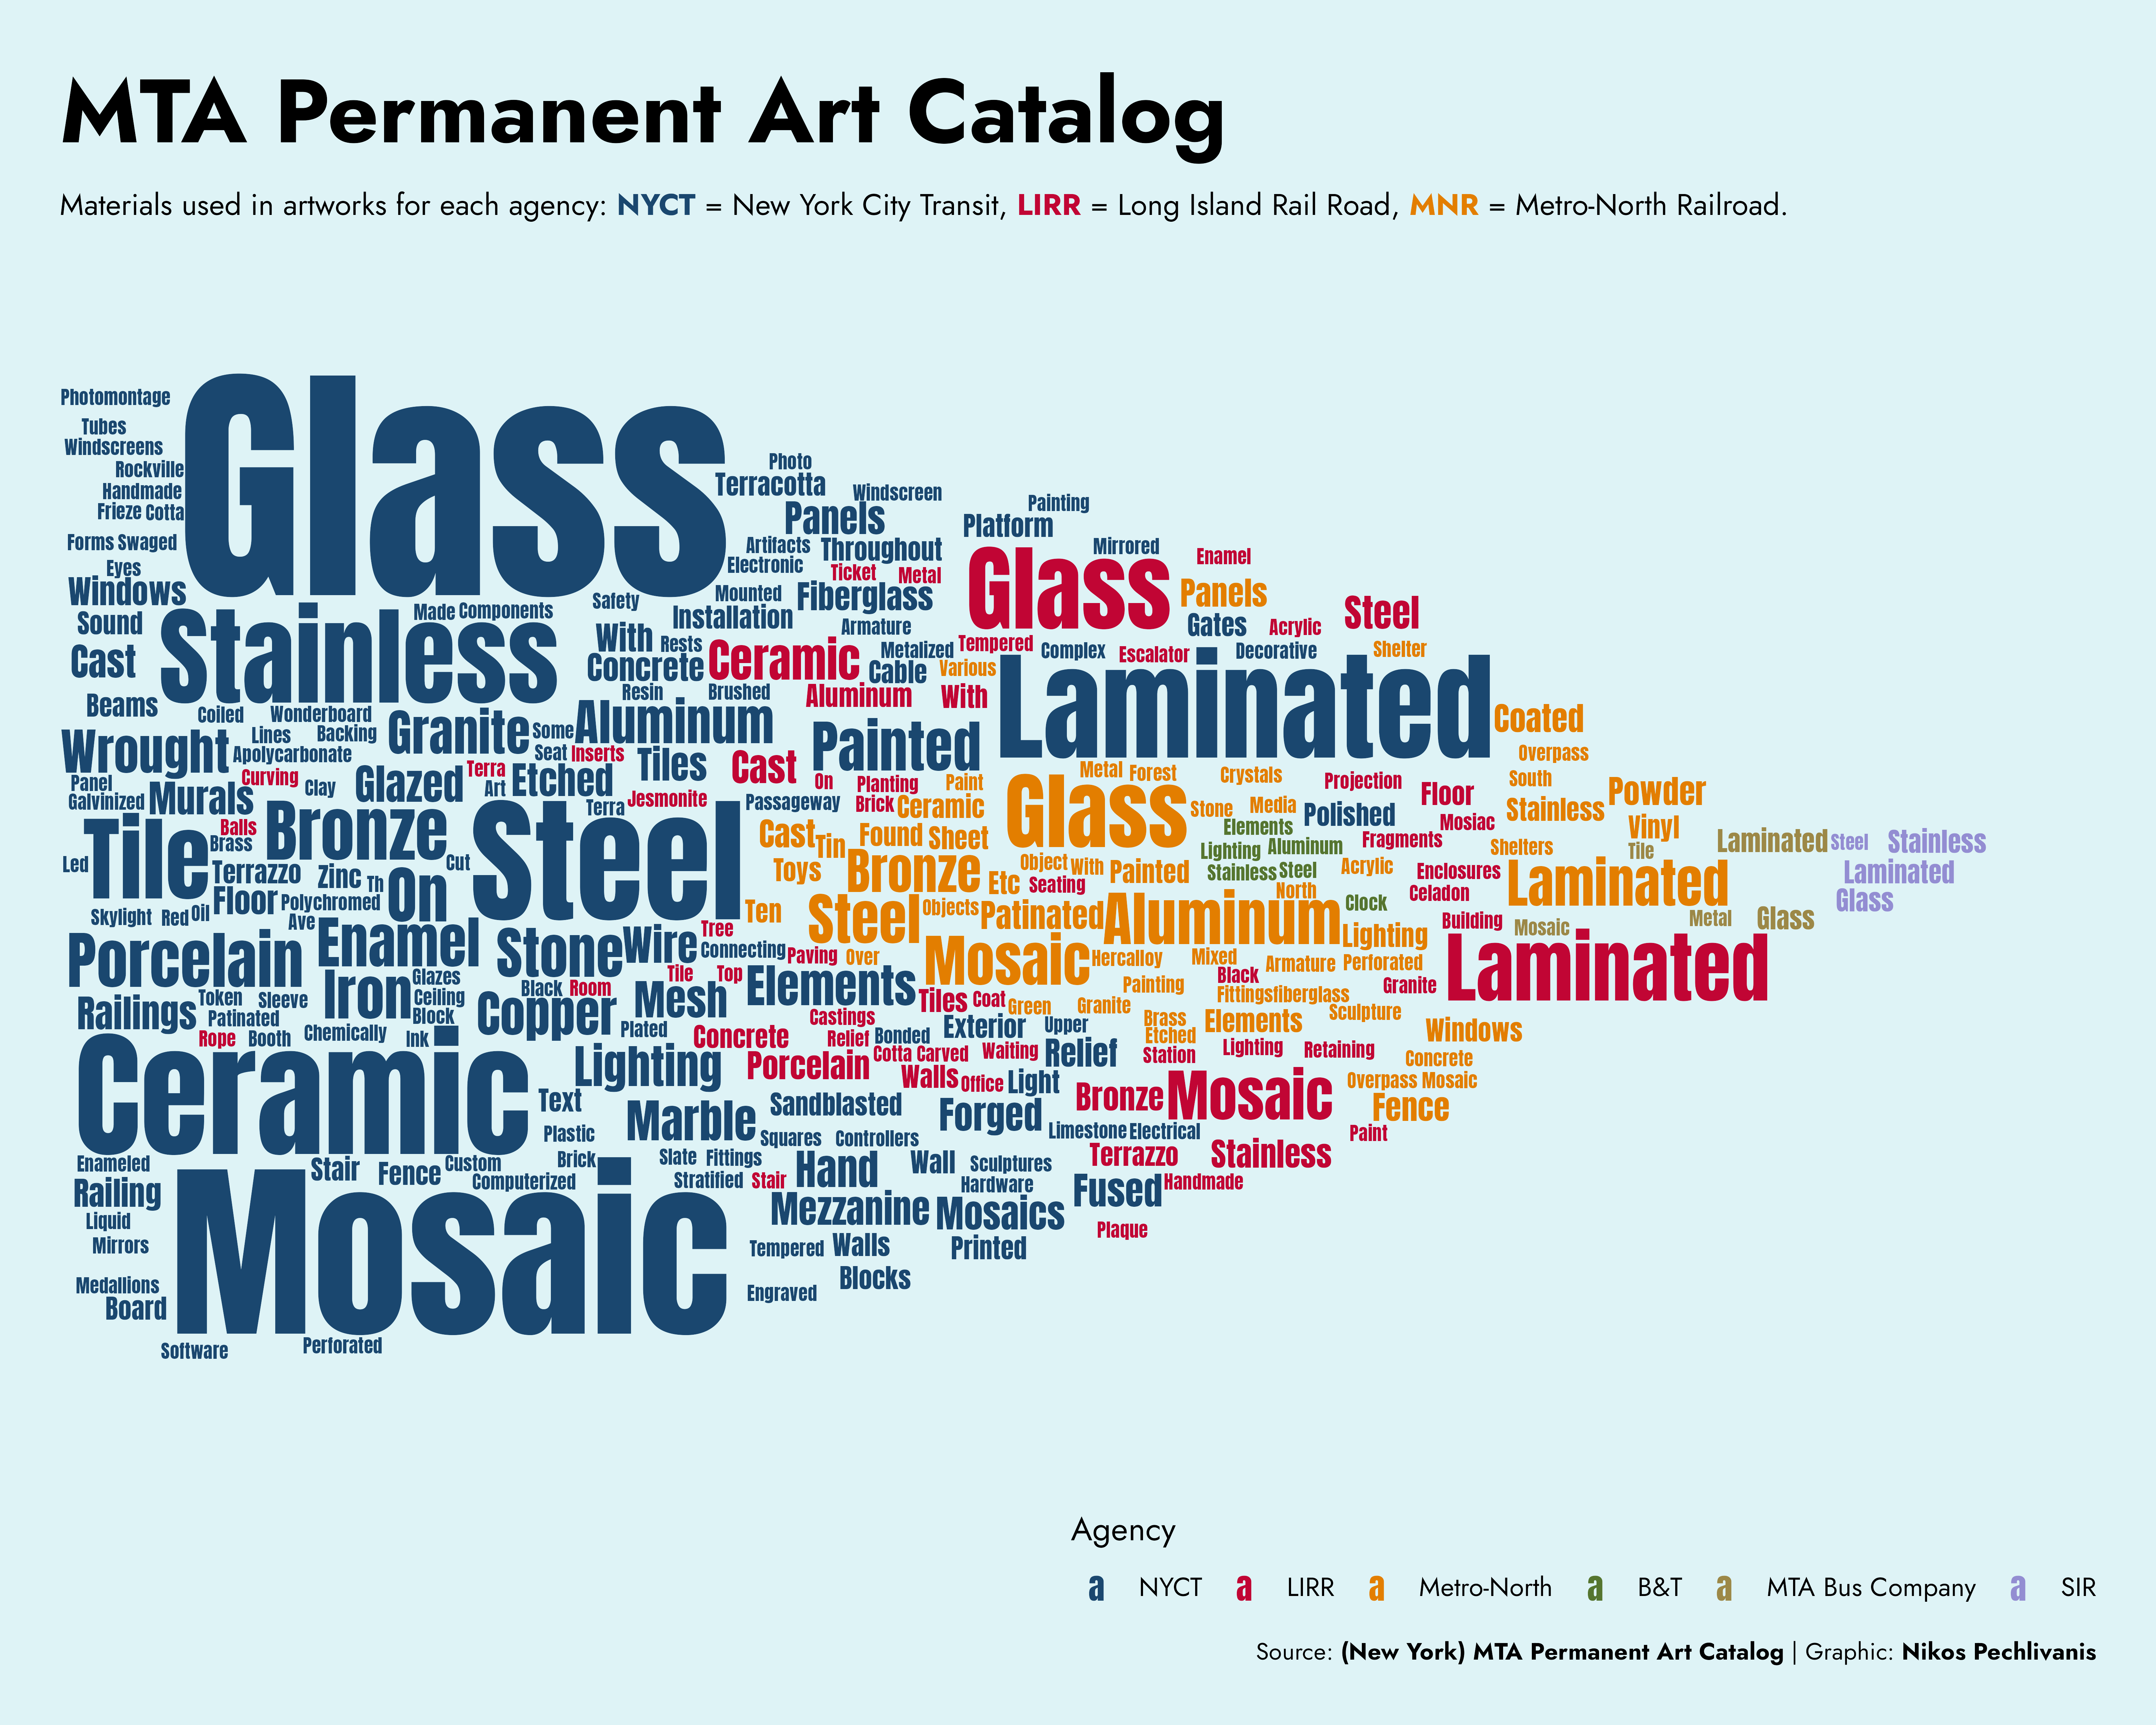 MTA Permanent Art Catalog
Materials used in artworks for each agency: NYCT = New York City Transit, LIRR = Long Island Rail Road, MNR = Metro-North Railroad.
Photomontage
Glass
Tubes
Windscreens
Rockville
Photo
Handmade
Terracotta
Windscreen
Frieze Cotta
Panels
Painting
Platform
Forms Swaged
Artifacts Throughout
Mirrored
Enamel
Eyes
Electronic
Ticket Metal
Glass
Windows
Mounted Fiberglass
Panels
Made Components
Safety
Installation
Steel
Sound
Stainless
With Rests
Armature
Gates Acrylic
Cast
Concrete Ceramic Cable
Metalized Tempered Complex Escalator Decorative Shelter
Various
Resin Brushed
Aluminum With
Laminated
Beams
Coiled Wonderboard
Granite Some Aluminum
Coated
Wrought
Lines Backing
Painted
Apolycarbonate
Seat Inserts Tiles
Overpass
Panel
Curving Clay Glazed Terra Art Etched
Cast On Planting Paint
Metal Forest Crystals Projection
South
Galvinized Murals
Terra Jesmonite
Passageway Brick Ceramic
Glass
Stone Media Polished
Floor
Stainless Powder
Tile
Balls
Brass
Bronze
Steel
Cast Tin Found Sheet
Elements
Mosiac
Vinyl
Led
Cut
Lighting Aluminum Fragments
Shelters
Tile
Laminated Steel Stainless
Terrazzo Zinc Th On
Toys Bronze Etc
Object With Painted
Seating
Stainless Steel Acrylic Enclosures
Laminated
Laminated
Floor Polychromed
North
Celadon
Glass
Skylight Red Oil
Ave
Ten Steel Objects Patinated Aluminum Clock
Building Mosaic
Metal Glass
Porcelain Enamel Stone Wire
Tree
Connecting Paving Over
Mosaic
Lighting
Hercalloy Mixed Armature Perforated
Laminated
Iron
Glazes
Black Room
Tile Top
Elements
Painting
Black
Granite
Railings Token Sleeve
Ceiling
Copper Mesh
Tiles Coat Green Granite
Fittingsfiberglass
Patinated
Block
Plated
Castings
Exterior Upper
Brass
Elements
Sculpture
Windows
Rope Booth Chemically Ink
Concrete
Relief Bonded
Etched
Ceramic
Lighting
Porcelain
Cotta Carved Waiting Relief
Station Lighting Retaining
Concrete
Walls Office Light
Text
Sandblasted
Bronze Mosaic
Overpass Mosaic
Marble
Forged
Fence
Plastic
Squares Controllers
Limestone Electrical
Paint
Enameled
Stair Fence Custom
Brick
Slate Fittings
Hand
Wall Sculptures
Terrazzo Stainless
Railing
Computerized
Stratified Stair
Hardware
Fused Handmade
Mosaic
Mezzanine Mosaics
Liquid
Plaque
Mirrors
Tempered Walls
Printed
Medallions
Blocks
Board
Engraved
Software
Perforated
Agency
a NYCT a LIRR a Metro-North a B&T a MTA Bus Company a SIR
Source: (New York) MTA Permanent Art Catalog | Graphic: Nikos Pechlivanis